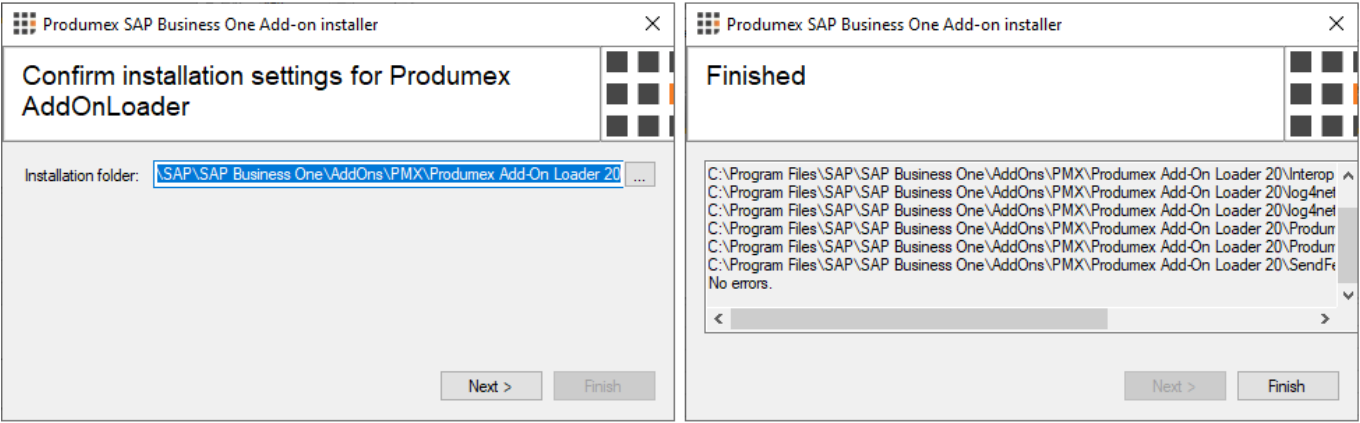 Produmex SAP Business One Add-on installer
Confirm installation settings for Produmex
AddOnLoader
Installation folder: \SAP\SAP Business One\AddOns\PMX\Produmex Add-On Loader 20 ...
Next >
Finish
Produmex SAP Business One Add-on installer
Finished
C:\Program Files\SAP\SAP Business One\AddOns\PMX\Produmex Add-On Loader 20\Interop
C:\Program Files\SAP\SAP Business One\AddOns\PMX\Produmex Add-On Loader 20\log4net
C:\Program Files\SAP\SAP Business One\AddOns\PMX\Produmex Add-On Loader 20\log4net
C:\Program Files\SAP\SAP Business One\AddOns\PMX\Produmex Add-On Loader 20\Produm
C:\Program Files\SAP\SAP Business One\AddOns\PMX\Produmex Add-On Loader 20\Produm
C:\Program Files\SAP\SAP Business One\AddOns\PMX\Produmex Add-On Loader 20\SendFe
No errors.
Next >
Finish